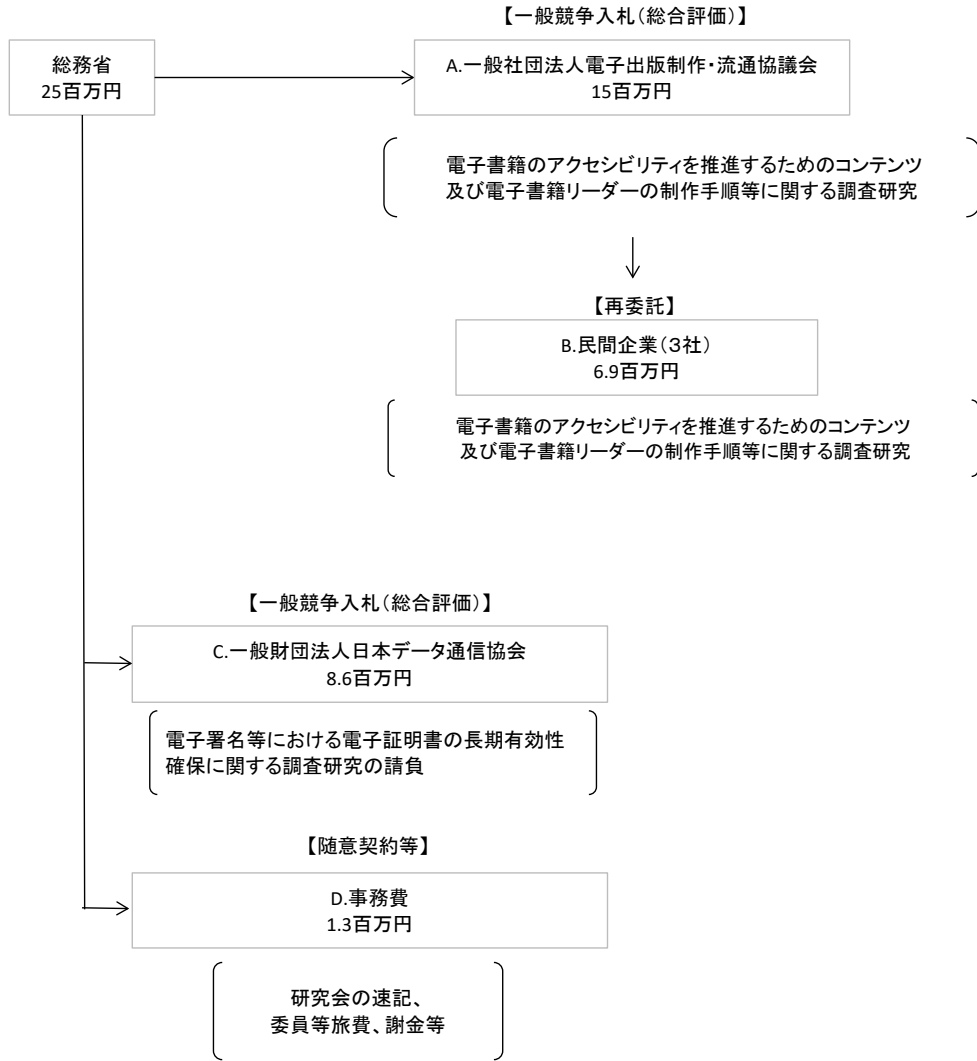 【一般競争入札（総合評価）】
総務省
25百万円
A.一般社団法人電子出版制作・流通協議会
15百万円
電子書籍のアクセシビリティを推進するためのコンテンツ
及び電子書籍リーダーの制作手順等に関する調査研究
【再委託】
B.民間企業（３社）
6.9百万円
電子書籍のアクセシビリティを推進するためのコンテンツ
及び電子書籍リーダーの制作手順等に関する調査研究
【一般競争入札（総合評価）】
C.一般財団法人日本データ通信協会
8.6百万円
電子署名等における電子証明書の長期有効性
確保に関する調査研究の請負
【随意契約等】
D.事務費
1.3百万円
研究会の速記、
委員等旅費、謝金等